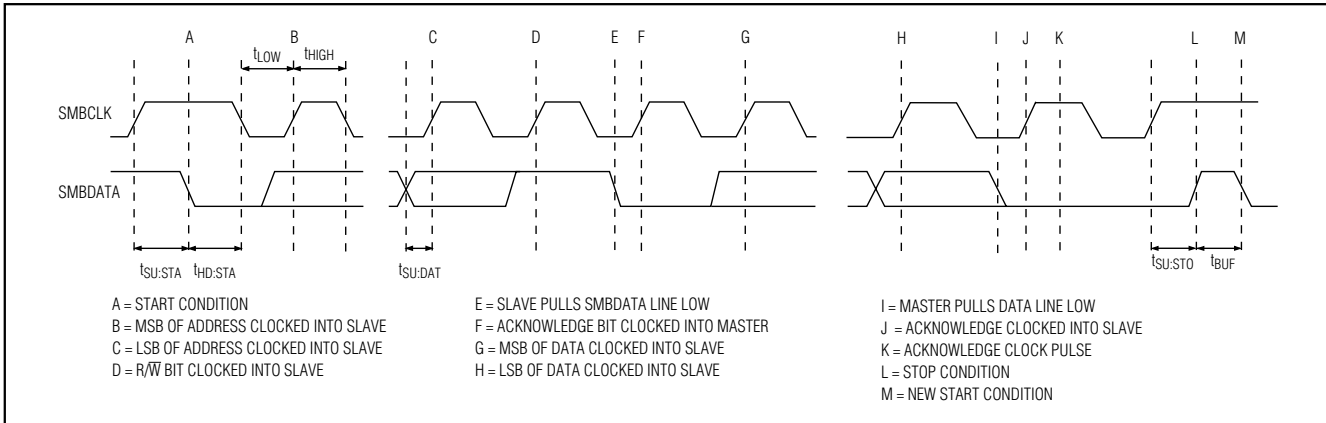 A B C D E F G H I J K L M
tLOW tHIGH
SMBCLK
SMBDATA
tSU:STA tHD:STA tSU:DAT tSU:STO tBUF
A = START CONDITION
B = MSB OF ADDRESS CLOCKED INTO SLAVE
C = LSB OF ADDRESS CLOCKED INTO SLAVE
D = R/W̅ BIT CLOCKED INTO SLAVE
E = SLAVE PULLS SMBDATA LINE LOW
F = ACKNOWLEDGE BIT CLOCKED INTO MASTER
G = MSB OF DATA CLOCKED INTO SLAVE
H = LSB OF DATA CLOCKED INTO SLAVE
I = MASTER PULLS DATA LINE LOW
J = ACKNOWLEDGE CLOCKED INTO SLAVE
K = ACKNOWLEDGE CLOCK PULSE
L = STOP CONDITION
M = NEW START CONDITION